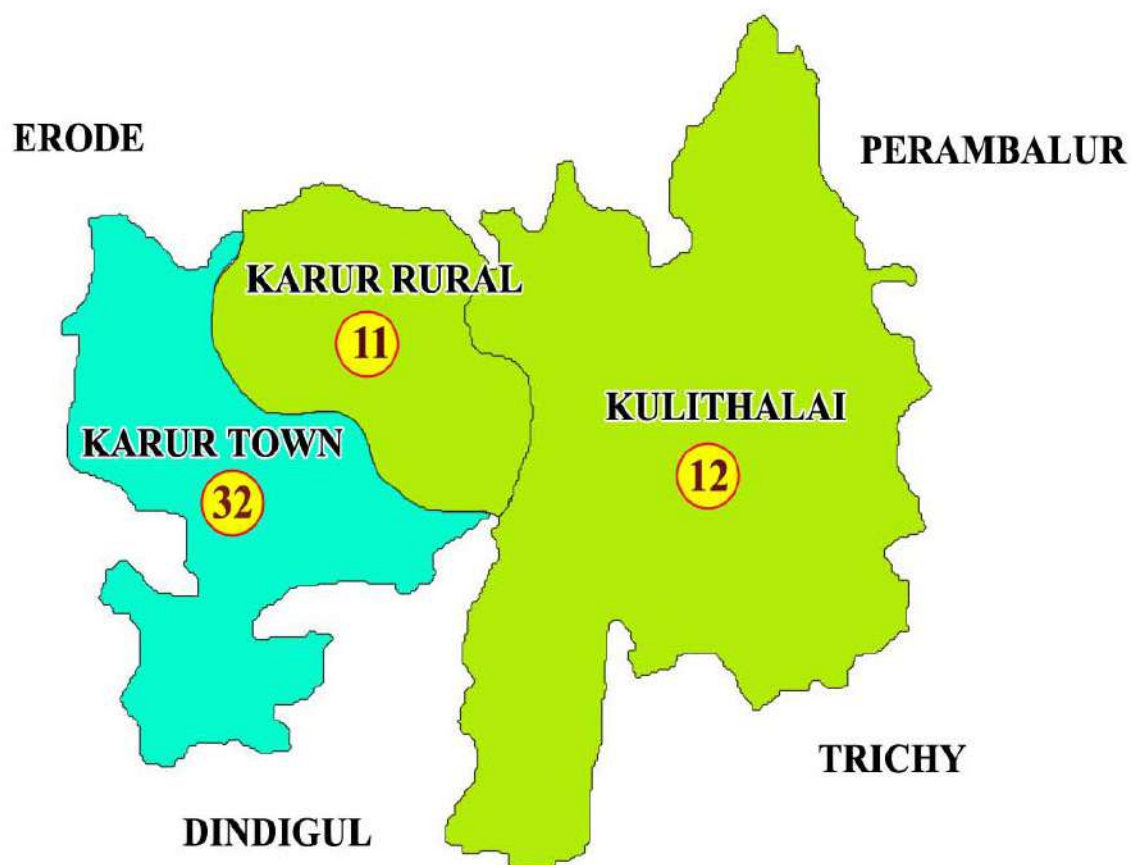 ERODE
PERAMBALUR
KARUR RURAL
11
KULITHALAI
12
KARUR TOWN
32
TRICHY
DINDIGUL